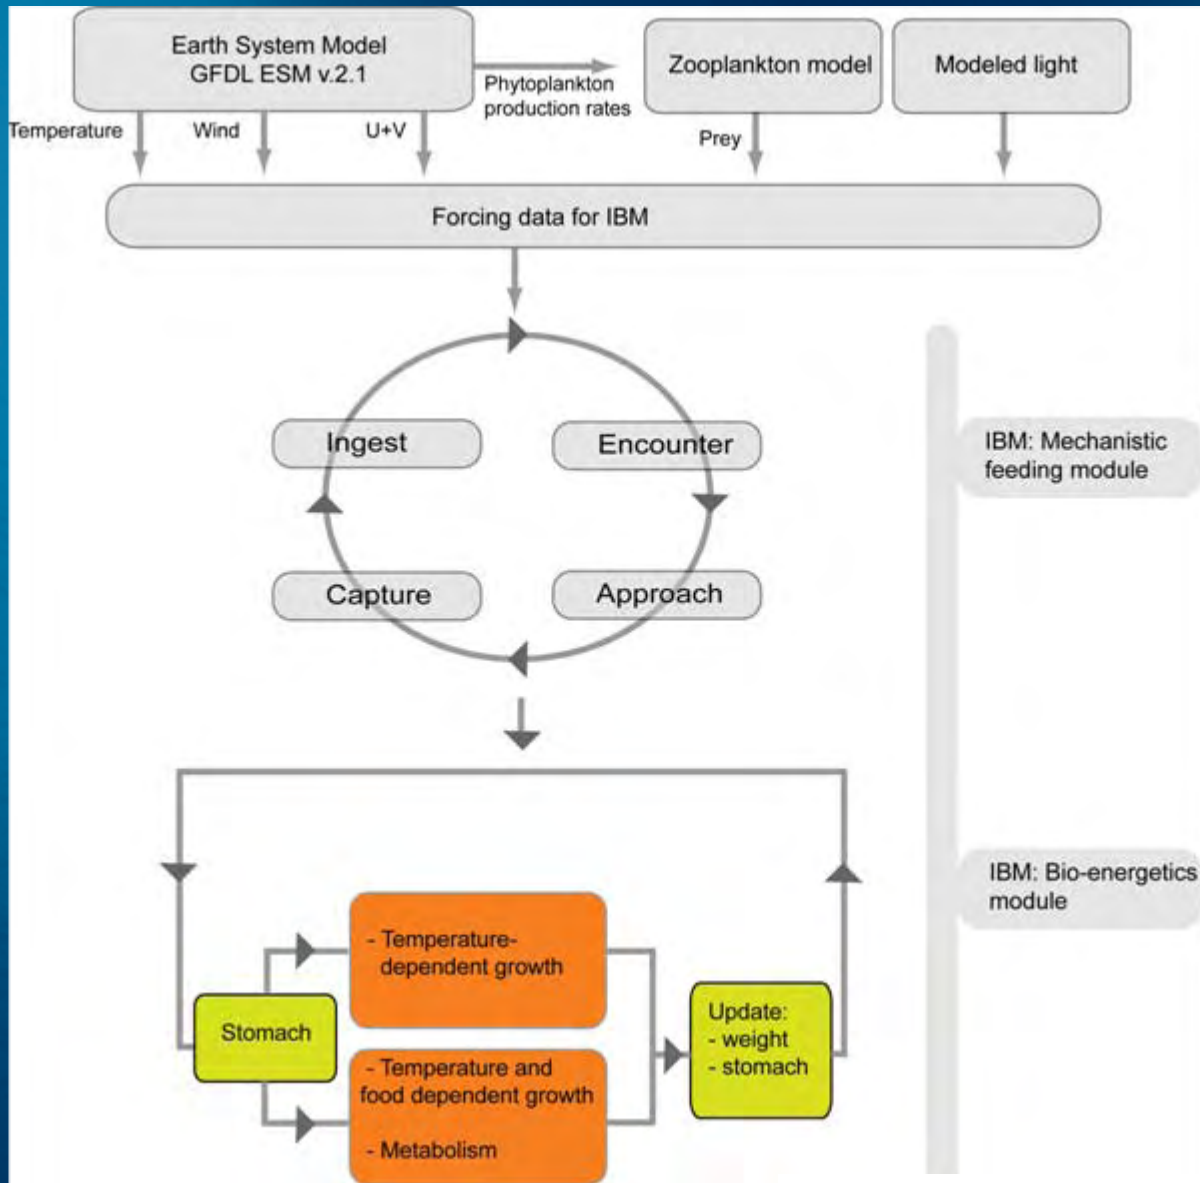 Earth System Model
GFDL ESM v.2.1
Phytoplankton
production rates
Zooplankton model
Modeled light
Temperature
Wind
U+V
Prey
Forcing data for IBM
Ingest
Encounter
Capture
Approach
IBM: Mechanistic
feeding module
IBM: Bio-energetics
module
Stomach
- Temperature-
dependent growth
- Temperature and
food dependent growth
- Metabolism
Update:
- weight
- stomach